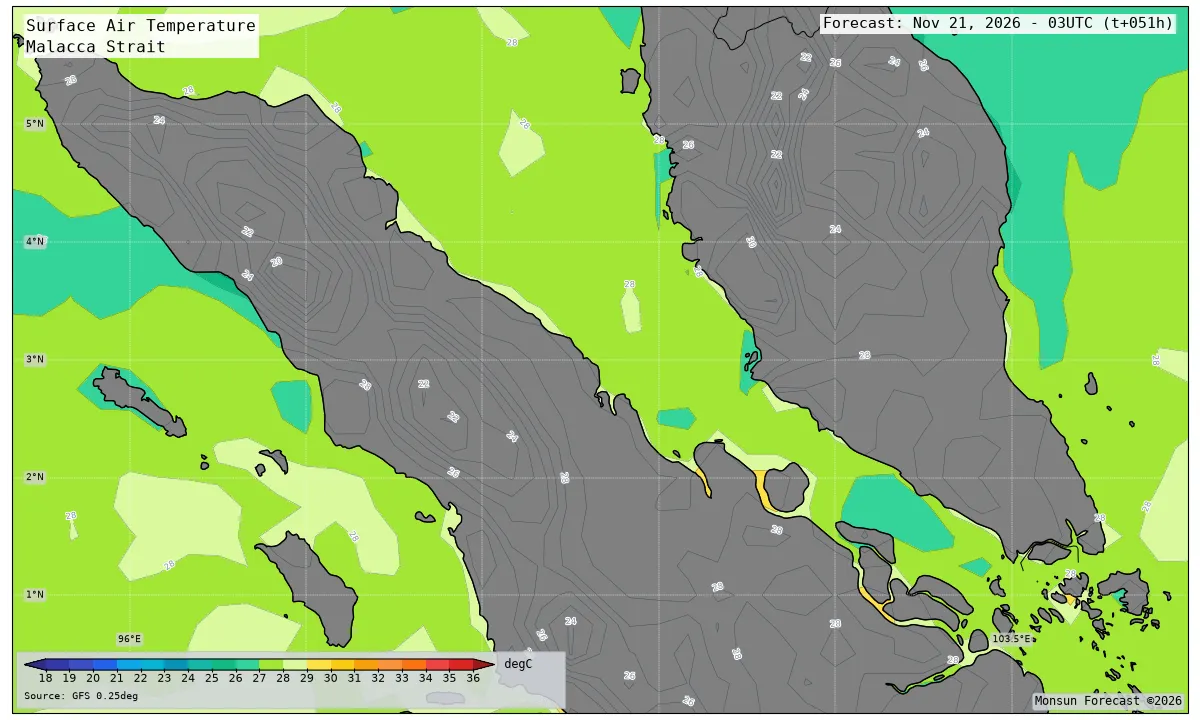 Surface Air Temperature
Malacca Strait
Forecast: Nov 21, 2026 - 03UTC (t+051h)
5°N
4°N
3°N
2°N
1°N
96°E
103.5°E
18 19 20 21 22 23 24 25 26 27 28 29 30 31 32 33 34 35 36
degC
Source: GFS 0.25deg
Monsun Forecast ©2026